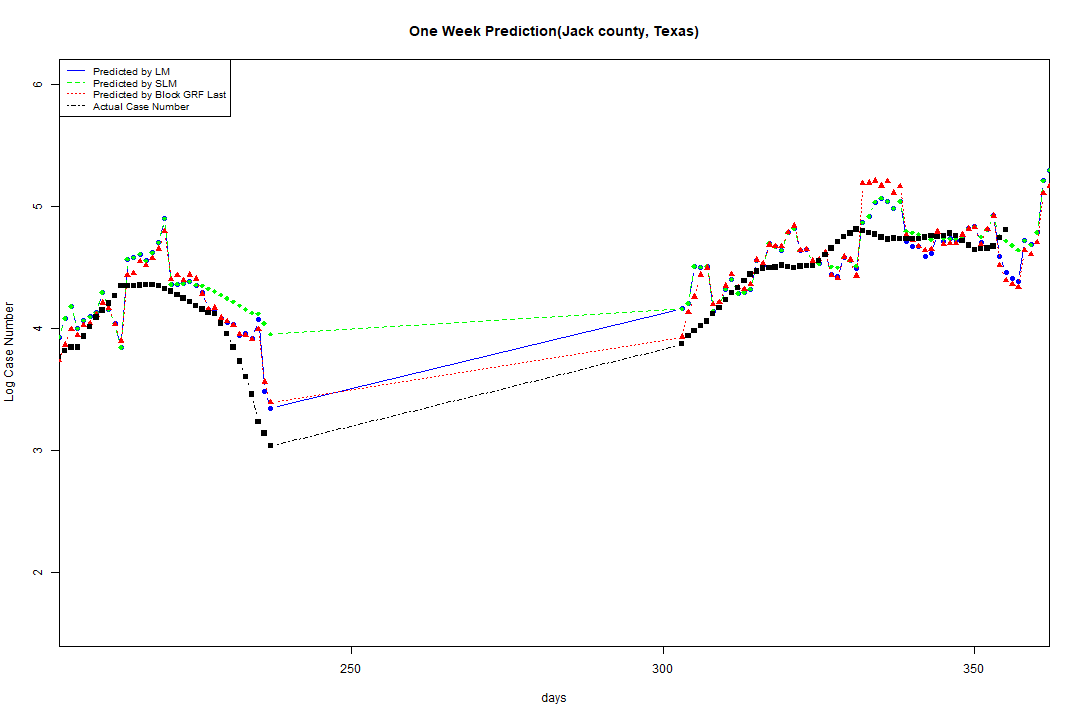 One Week Prediction(Jack county, Texas)
Predicted by LM
Predicted by SLM
Predicted by Block GRF Last
Actual Case Number
6
5
4
3
2
Log Case Number
250
300
350
days